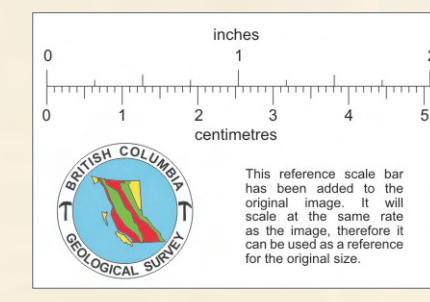 inches
0 1 2
0 1 2 3 4 5
centimetres
BRITISH COLUMBIA
GEOLOGICAL SURVEY
This reference scale bar
has been added to the
original image. It will
scale at the same rate
as the image, therefore it
can be used as a reference
for the original size.